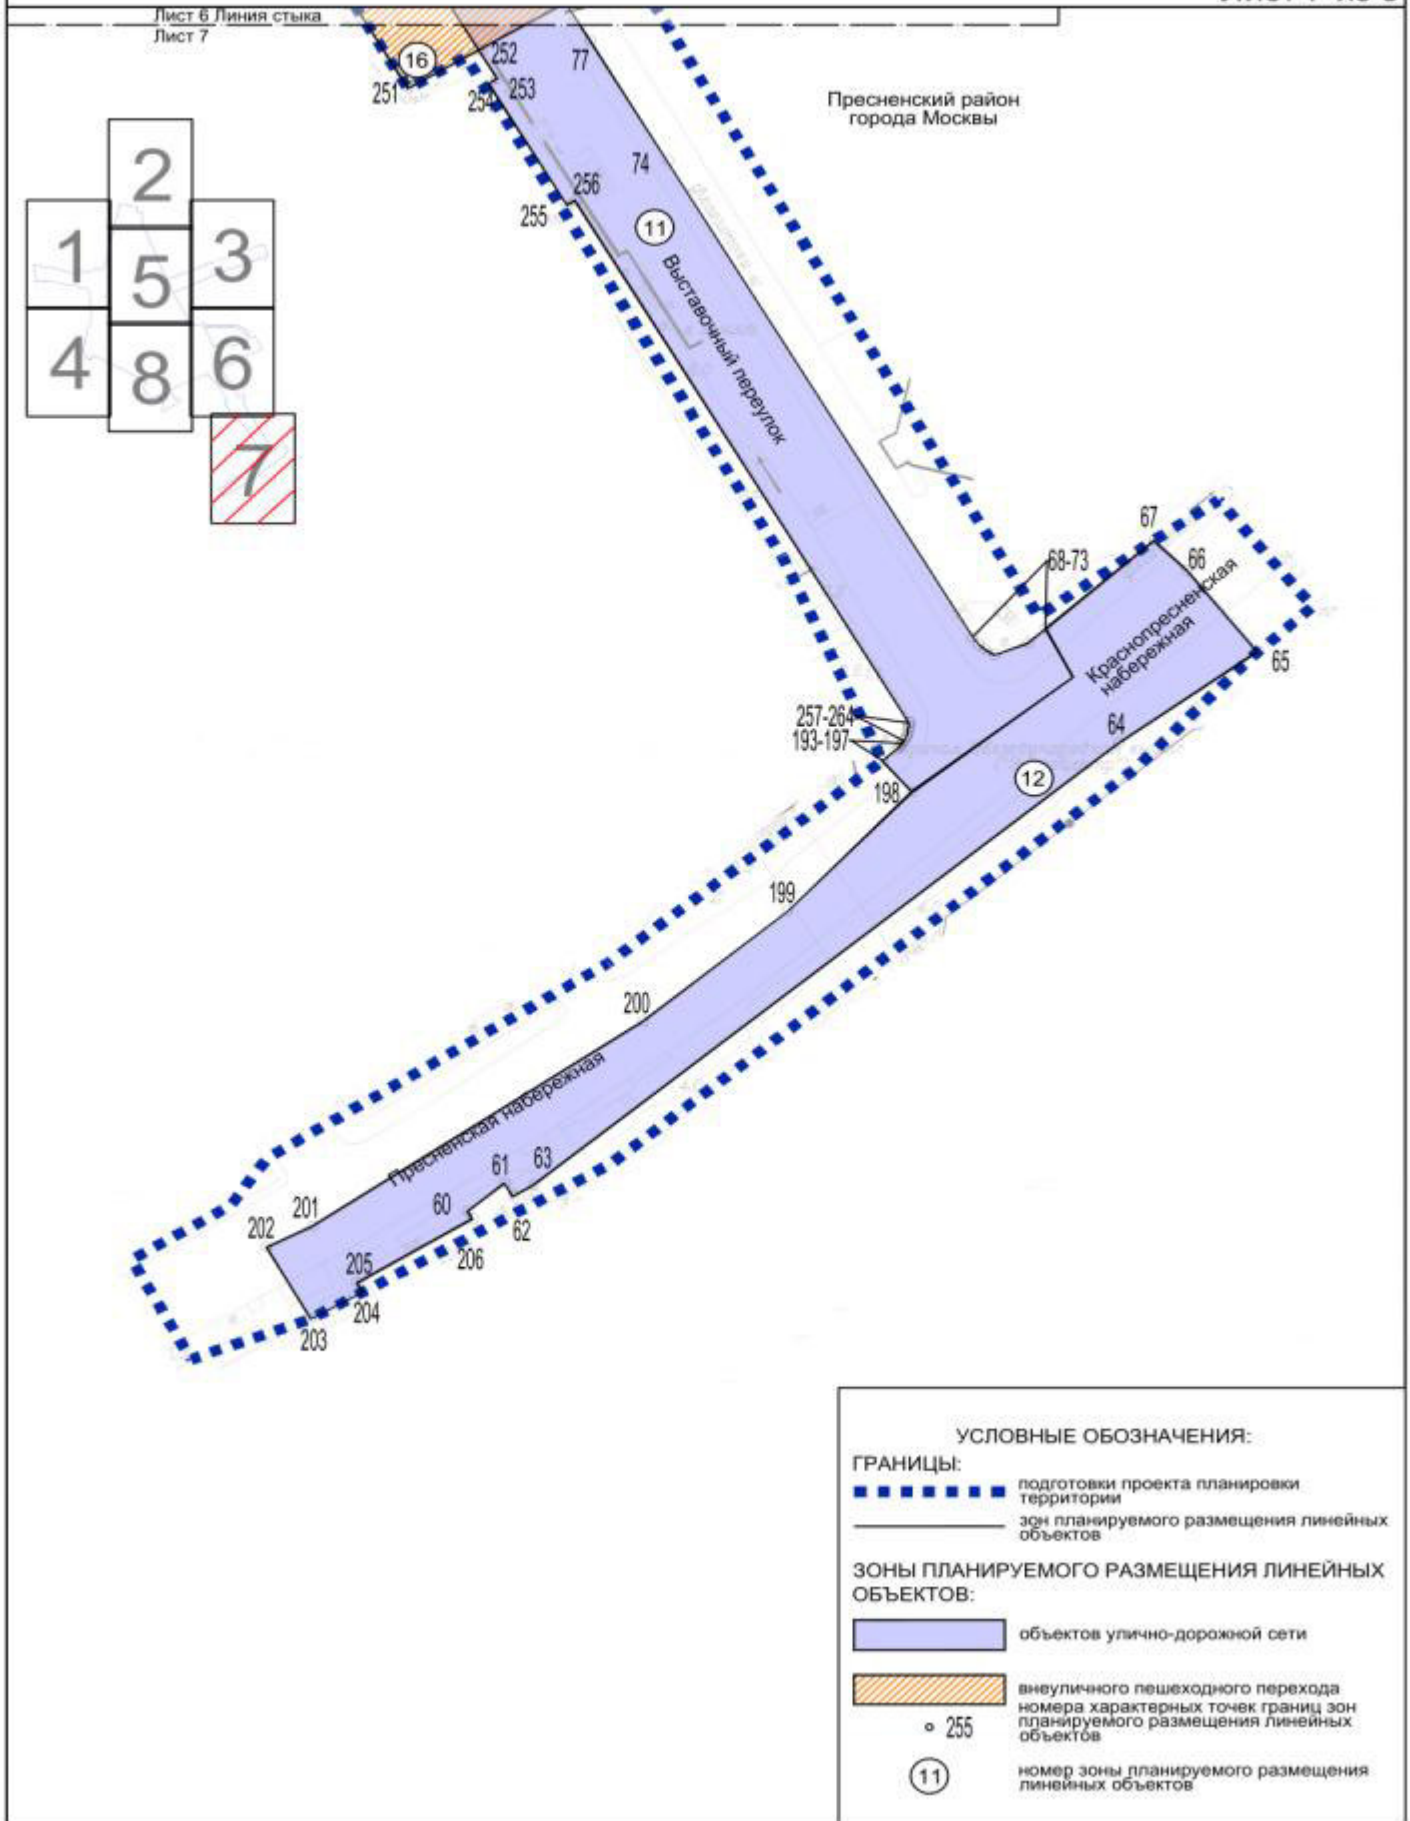 Лист 6 Линия стыка
Лист 7
16
252
77
251
254
253
Пресненский район
города Москвы
2
1
3
5
4
8
6
7
74
256
255
11
Выставочный переулок
67
68-73
66
Краснопресненская
набережная
65
64
257-264
193-197
12
198
199
200
Пресненская набережная
61
63
60
62
201
202
206
205
204
203
УСЛОВНЫЕ ОБОЗНАЧЕНИЯ:
ГРАНИЦЫ:
подготовки проекта планировки
территории
зон планируемого размещения линейных
объектов
ЗОНЫ ПЛАНИРУЕМОГО РАЗМЕЩЕНИЯ ЛИНЕЙНЫХ
ОБЪЕКТОВ:
объектов улично-дорожной сети
внеуличного пешеходного перехода
номера характерных точек границ зон
планируемого размещения линейных
объектов
255
11
номер зоны планируемого размещения
линейных объектов